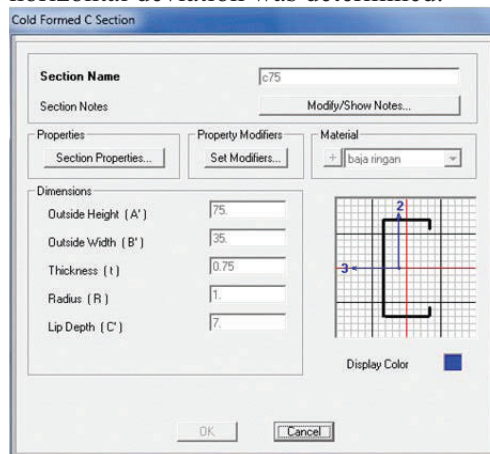 horizontal deviation was determined.
Cold Formed C Section
Section Name c75
Section Notes Modify/Show Notes...
Properties Property Modifiers Material
Section Properties... Set Modifiers... + baja ringan
Dimensions
Outside Height ( A' ) 75.
Outside Width ( B' ) 35.
Thickness ( t ) 0.75
Radius ( R ) 1.
Lip Depth ( C' ) 7.
2
3
Display Color
OK Cancel